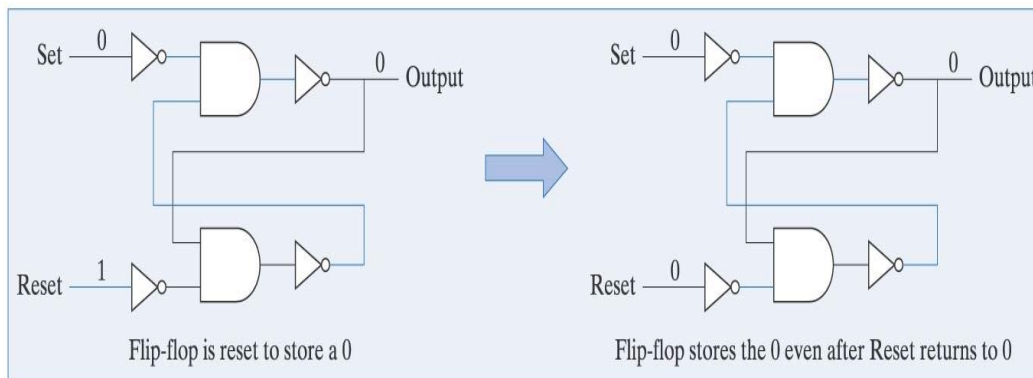 Set 0
0 Output
Reset 1
Flip-flop is reset to store a 0
Set 0
0 Output
Reset 0
Flip-flop stores the 0 even after Reset returns to 0